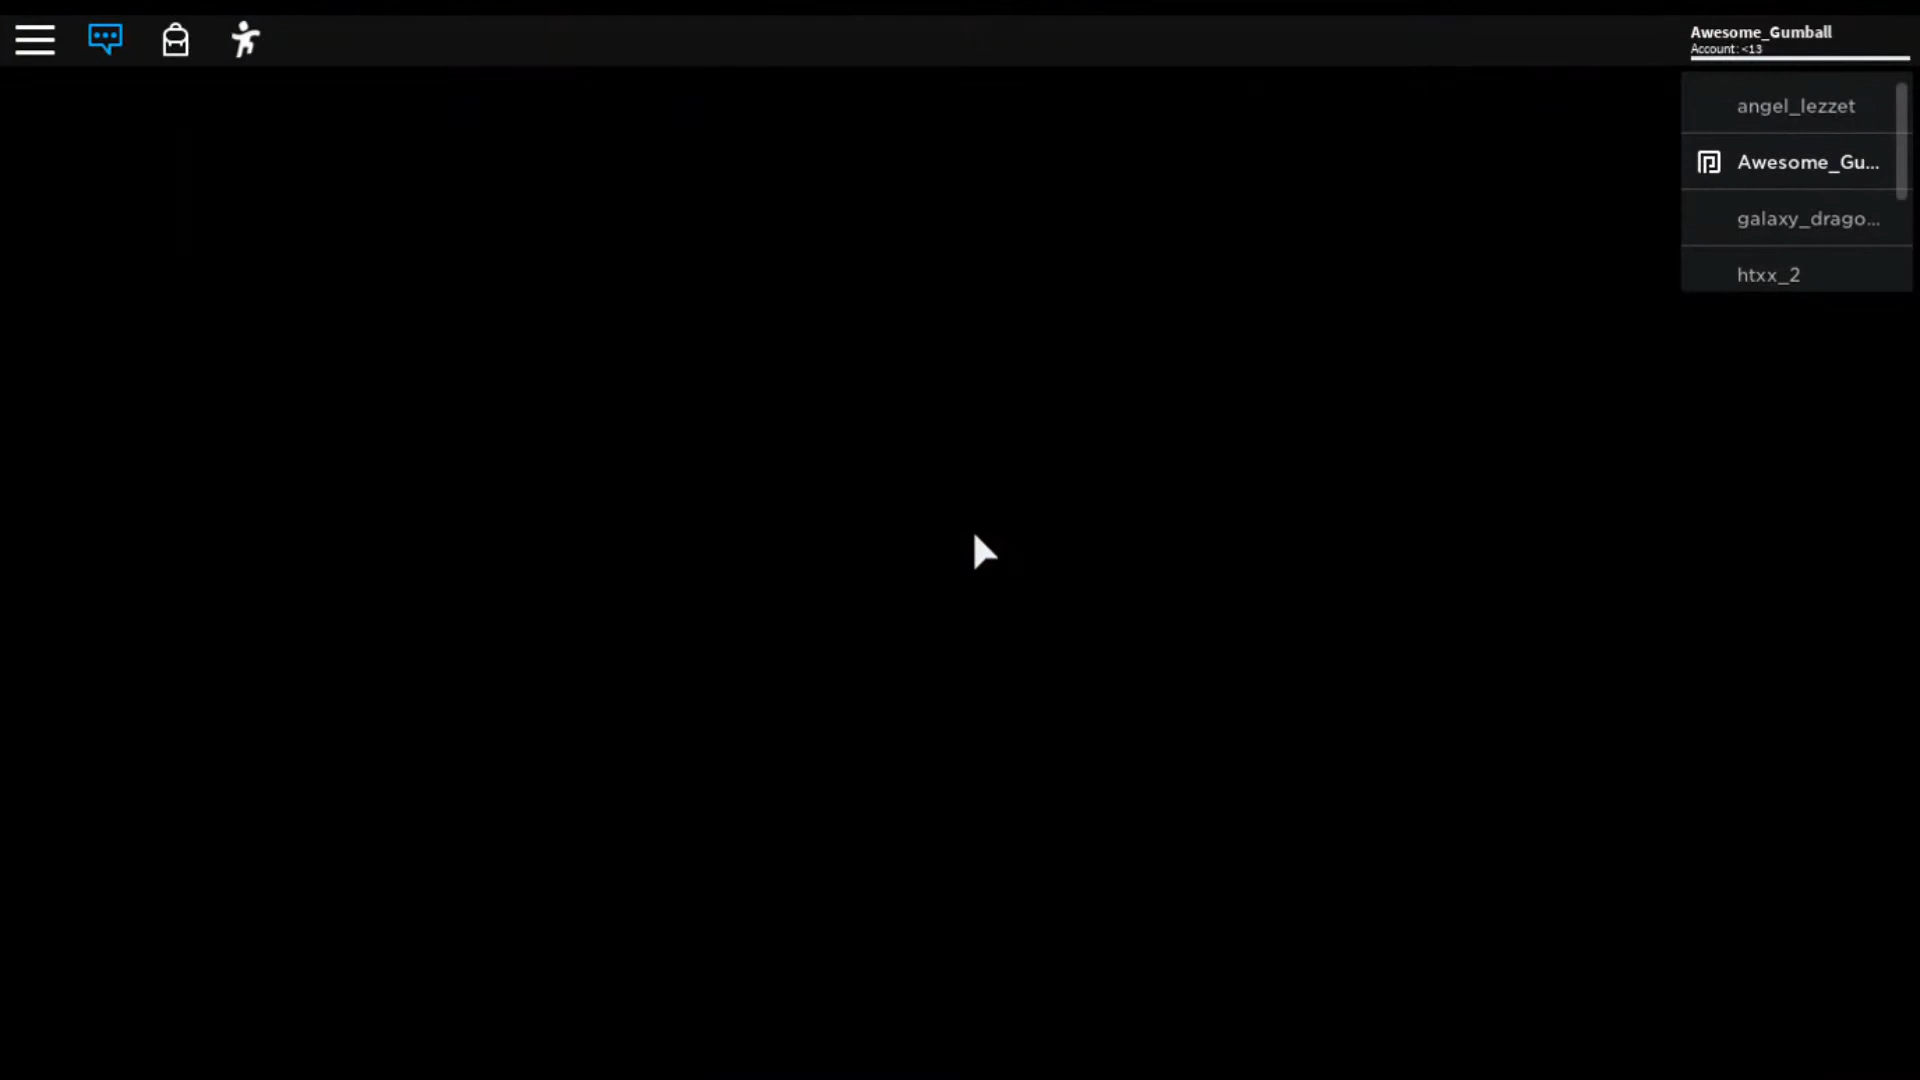 Awesome_Gumball
Account: <13
angel_lezzet
Awesome_Gu...
galaxy_drago...
htxx_2